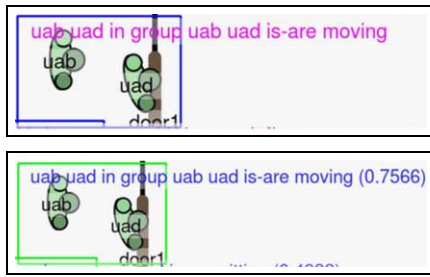 uab uad in group uab uad is-are moving
uab
uad
door1
uab uad in group uab uad is-are moving (0.7566)
uab
uad
door1